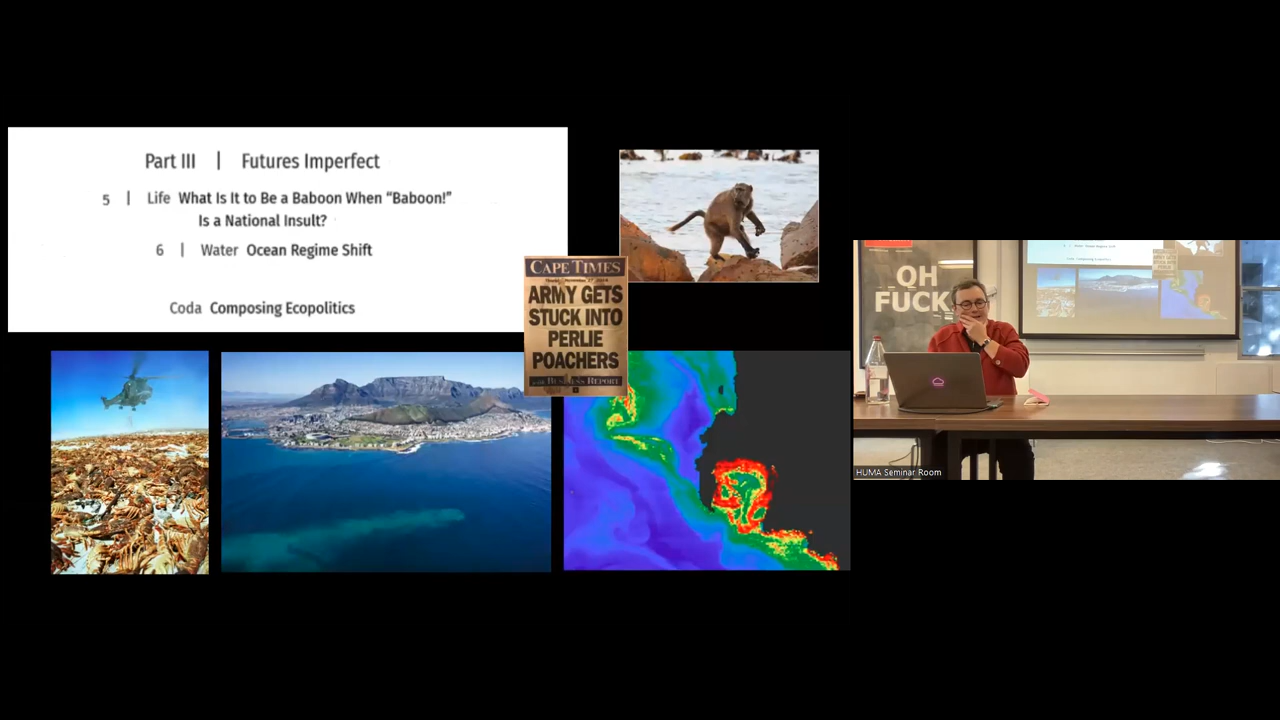 Part III | Futures Imperfect
5 | Life What Is It to Be a Baboon When “Baboon!”
Is a National Insult?
6 | Water Ocean Regime Shift
Coda Composing Ecopolitics
CAPE TIMES
ARMY GETS
STUCK INTO
PERLIE
POACHERS
BUSINESS REPORT
QH
FUCK
HUMA Seminar Room